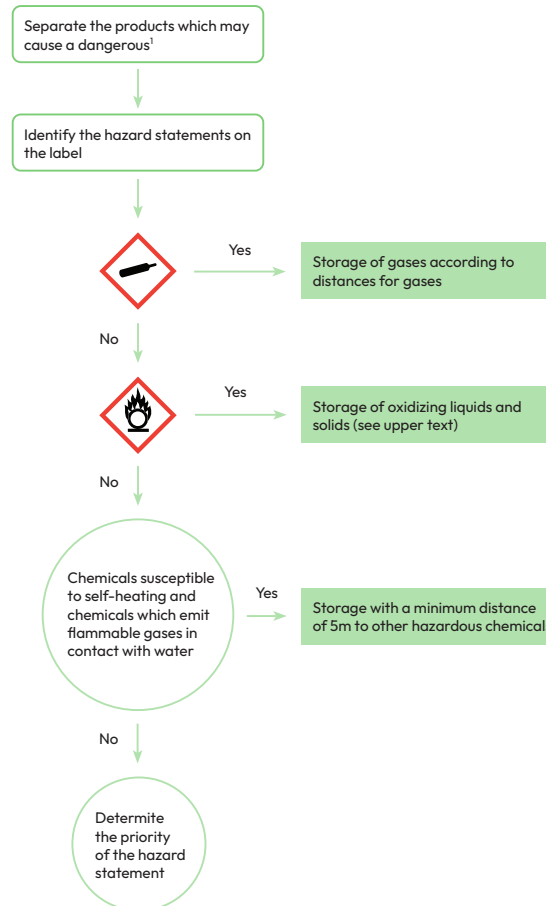 Separate the products which may
cause a dangerous¹
Identify the hazard statements on
the label
Yes
Storage of gases according to
distances for gases
No
Yes
Storage of oxidizing liquids and
solids (see upper text)
No
Chemicals susceptible
to self-heating and
chemicals which emit
flammable gases in
contact with water
Yes
Storage with a minimum distance
of 5m to other hazardous chemical
No
Determite
the priority
of the hazard
statement